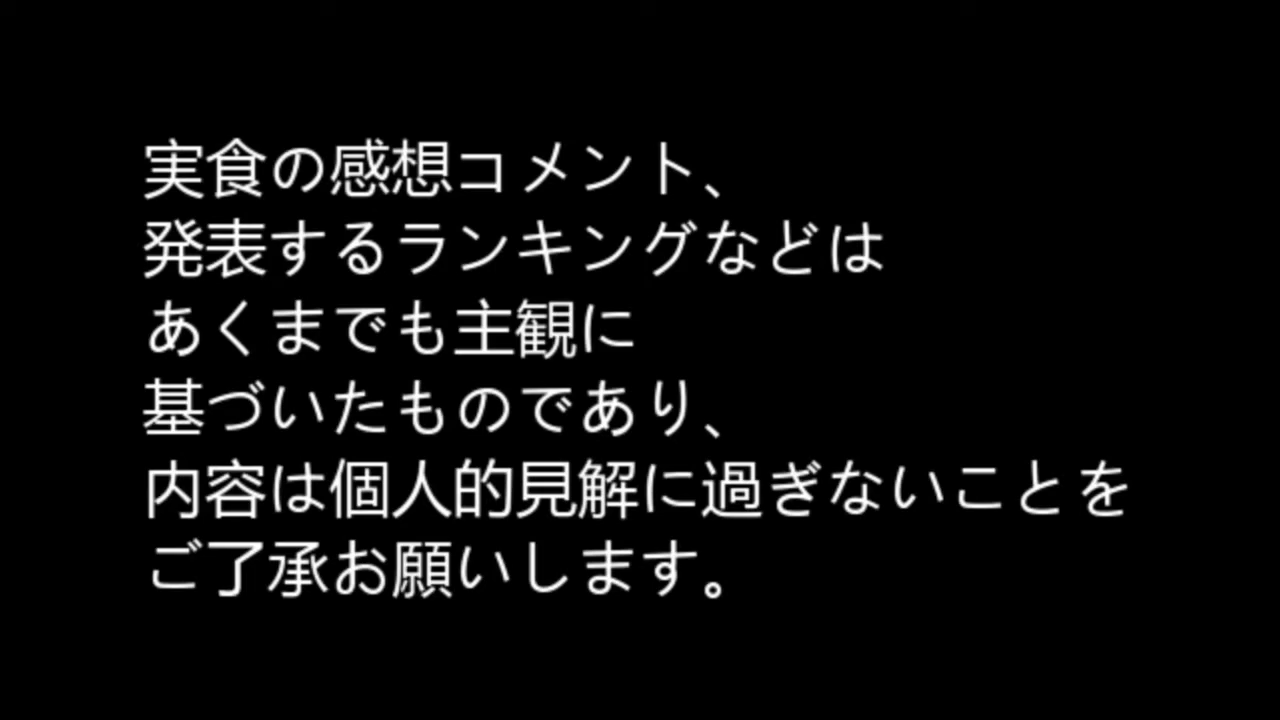 実食の感想コメント、
発表するランキングなどは
あくまでも主観に
基づいたものであり、
内容は個人的見解に過ぎないことを
ご了承お願いします。